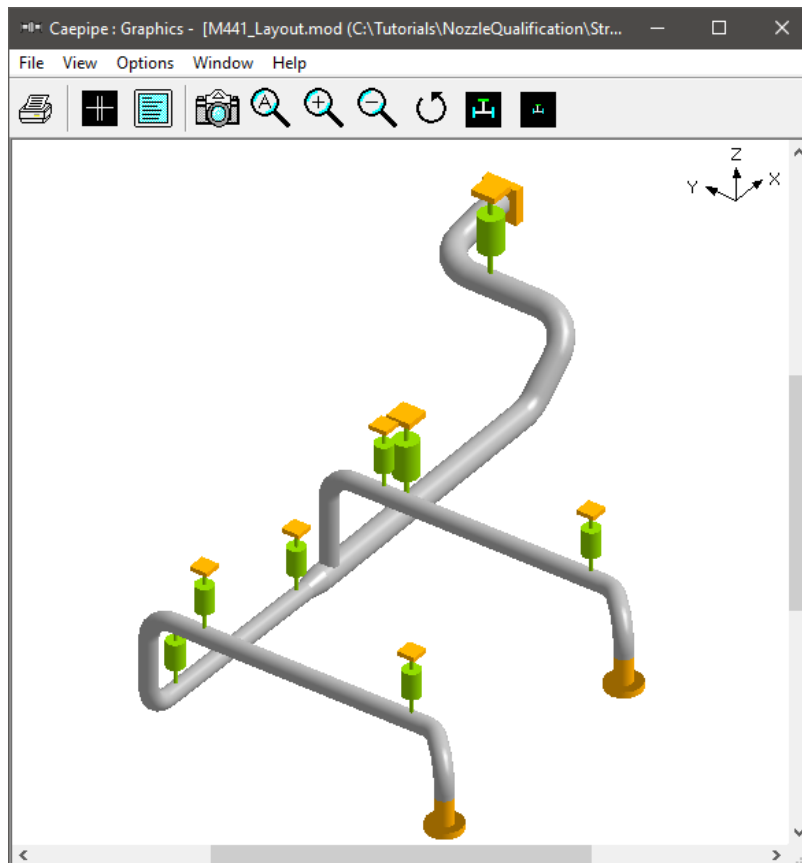 Caepipe : Graphics - [M441_Layout.mod (C:\Tutorials\NozzleQualification\Str...
File View Options Window Help
A
Z
Y X